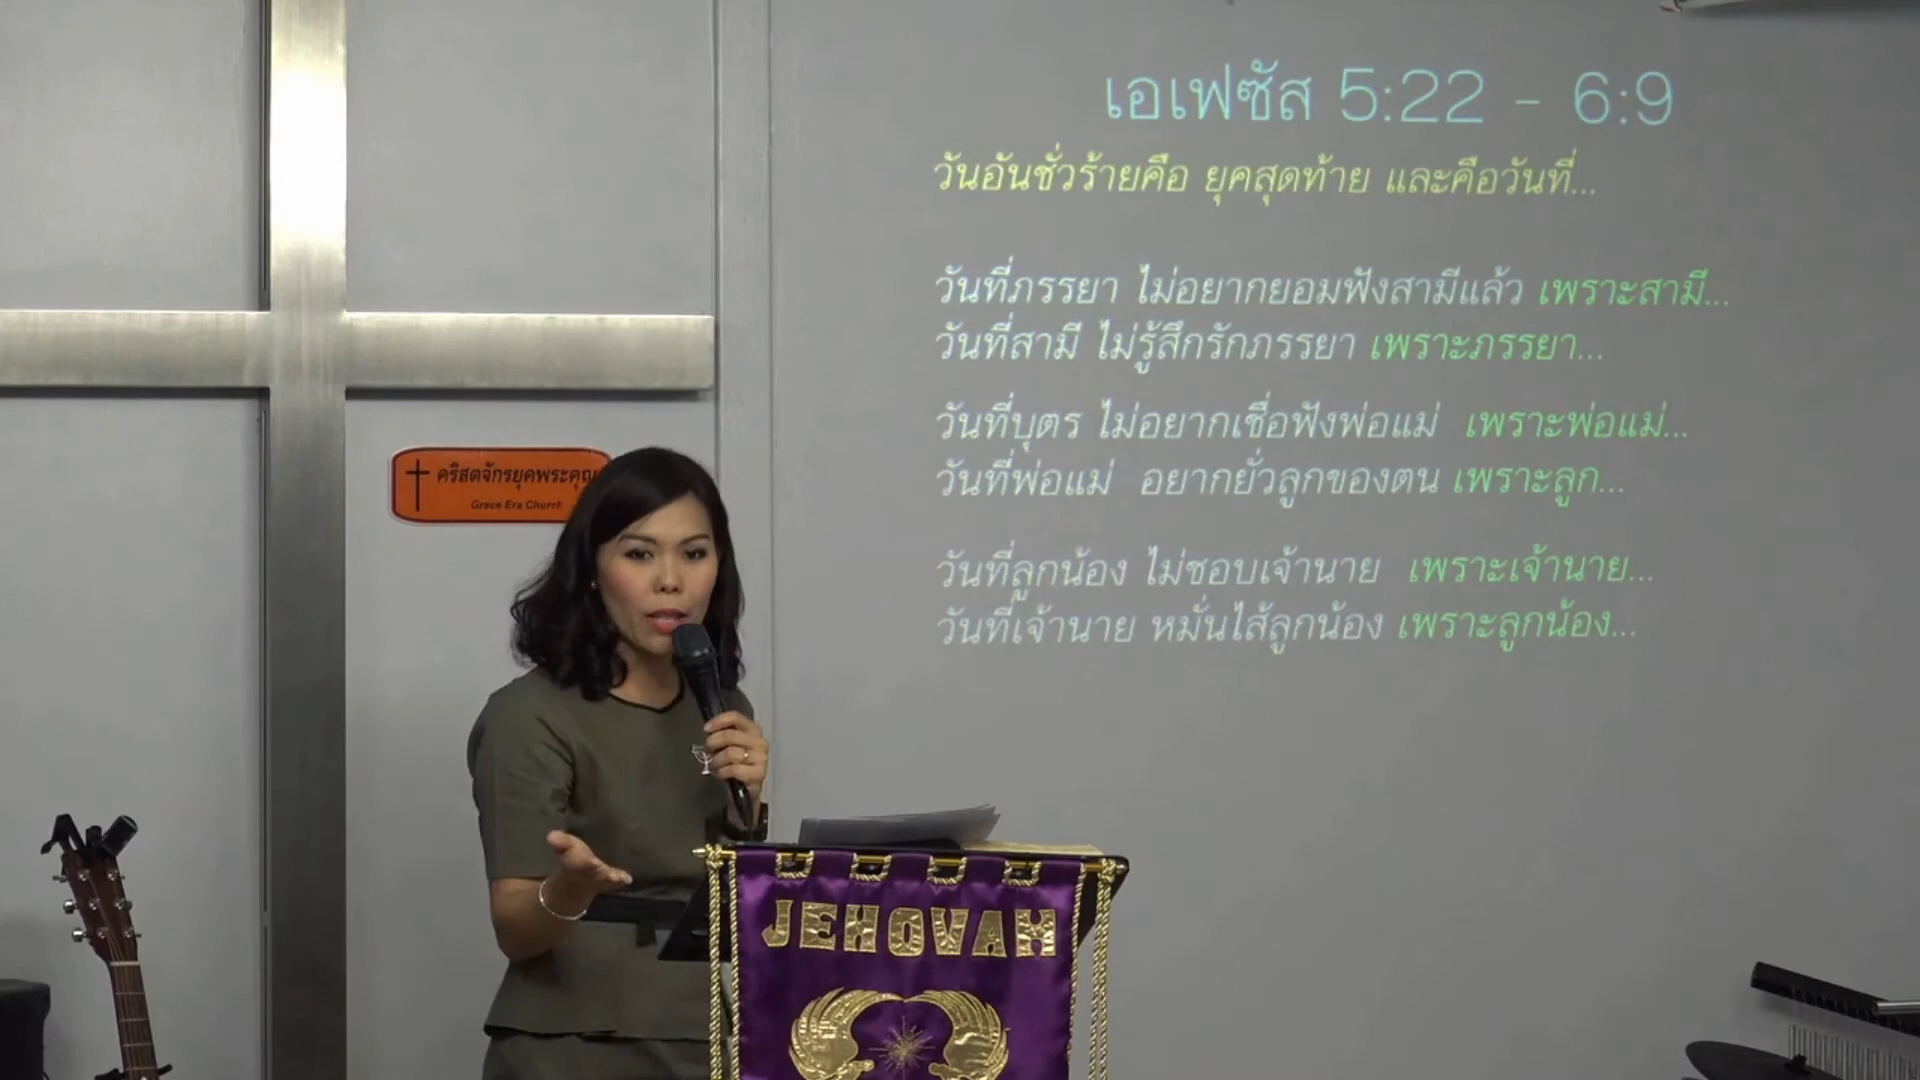 เอเฟซัส 5:22 - 6:9
วันอันชั่วร้ายคือ ยุคสุดท้าย และคือวันที่...
วันที่ภรรยา ไม่อยากยอมฟังสามีแล้ว เพราะสามี...
วันที่สามี ไม่รู้สึกรักภรรยา เพราะภรรยา...
วันที่บุตร ไม่อยากเชื่อฟังพ่อแม่ เพราะพ่อแม่...
วันที่พ่อแม่ อยากยั่วลูกของตน เพราะลูก...
วันที่ลูกน้อง ไม่ชอบเจ้านาย เพราะเจ้านาย...
วันที่เจ้านาย หมั่นไส้ลูกน้อง เพราะลูกน้อง...
คริสตจักรยุคพระคุณ
Grace Era Church
JEHOVAH